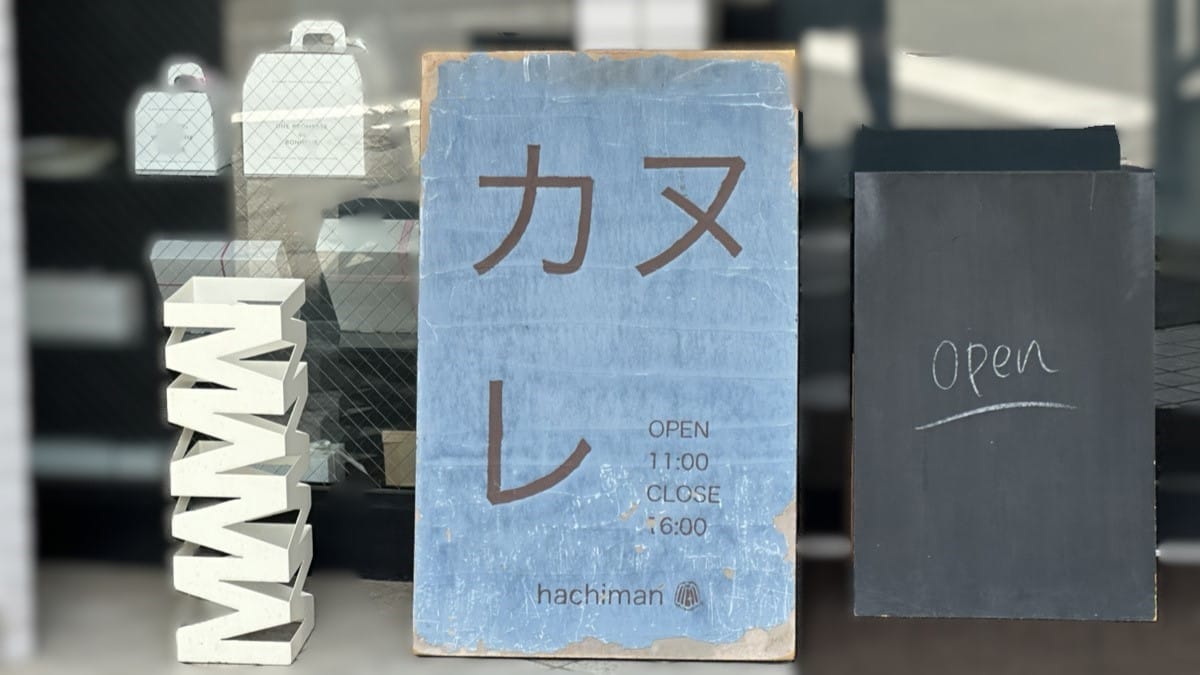 カヌ
レ
OPEN
11:00
CLOSE
16:00
hachiman
open